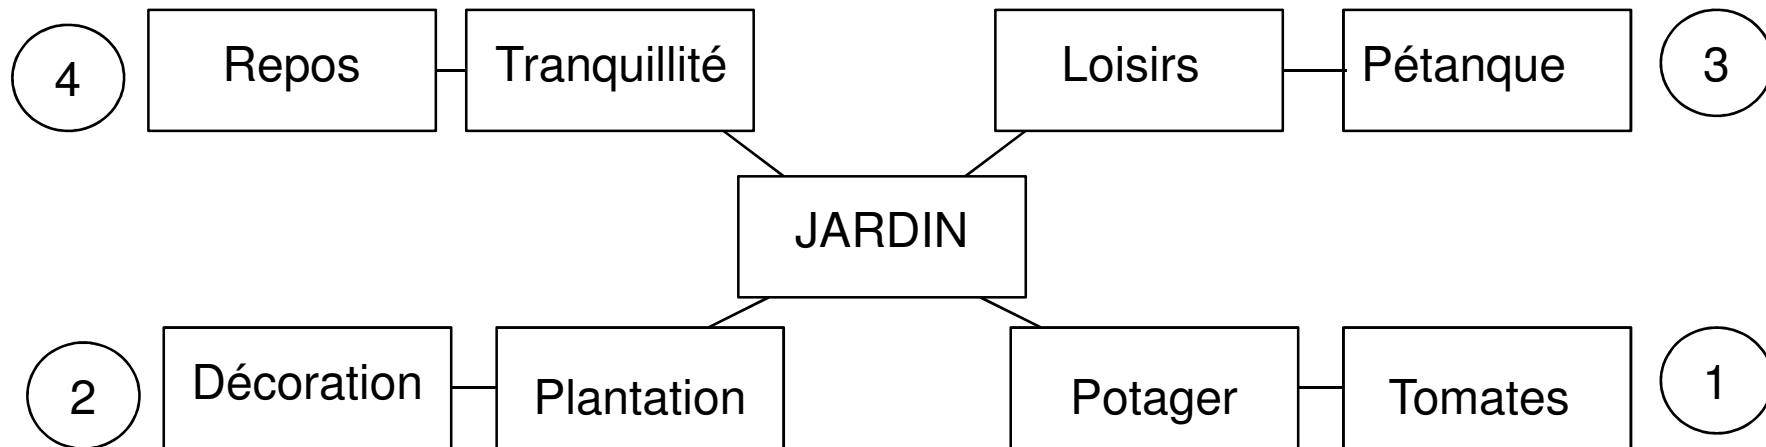 4 Repos Tranquillité Loisirs Pétanque 3
JARDIN
2 Décoration Plantation Potager Tomates 1